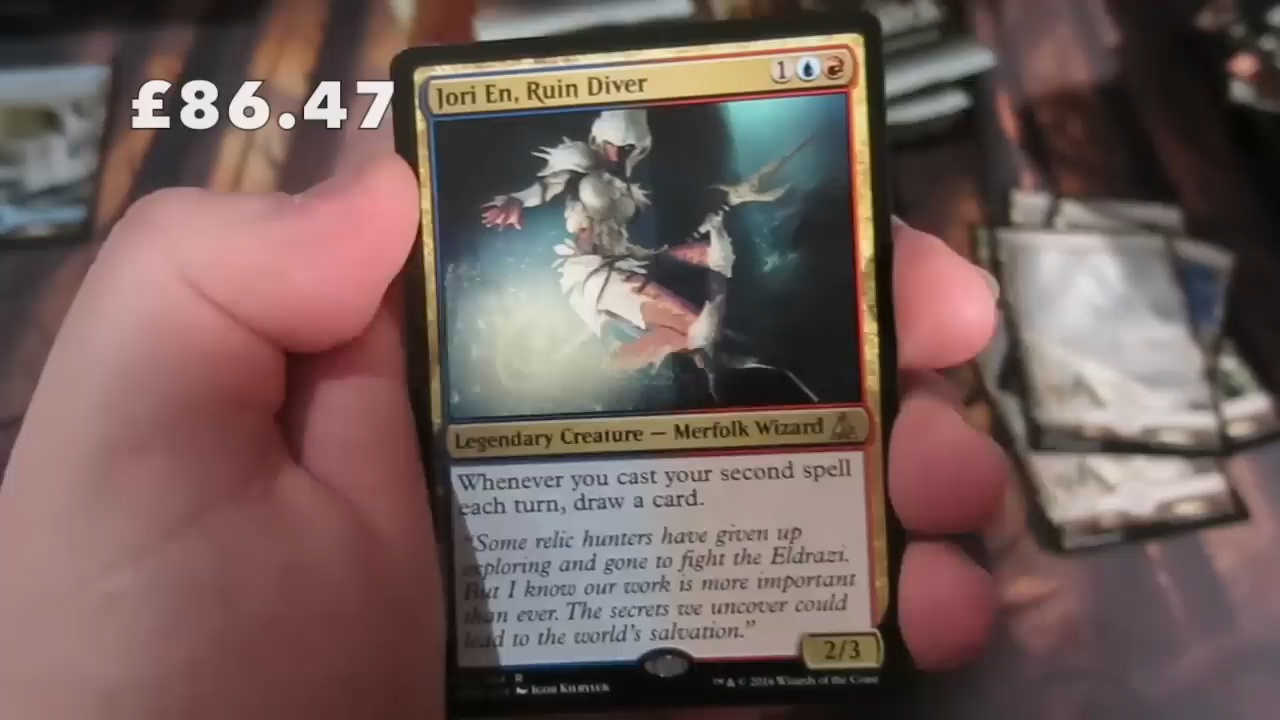 £86.47
Jori En, Ruin Diver 1
Legendary Creature — Merfolk Wizard
Whenever you cast your second spell
each turn, draw a card.
"Some relic hunters have given up
exploring and gone to fight the Eldrazi.
But I know our work is more important
than ever. The secrets we uncover could
lead to the world's salvation."
2/3
R
Igor Kieryluk
™ & © 2016 Wizards of the Coast